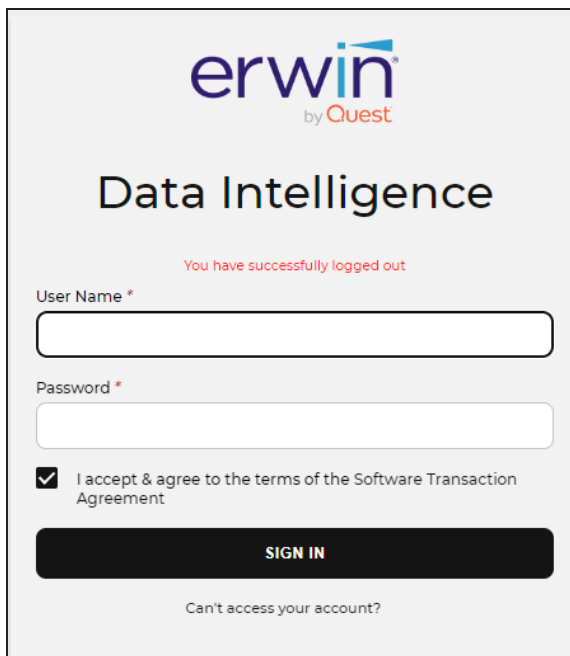 erwin®
by Quest
Data Intelligence
You have successfully logged out
User Name *
Password *
I accept & agree to the terms of the Software Transaction
Agreement
SIGN IN
Can't access your account?